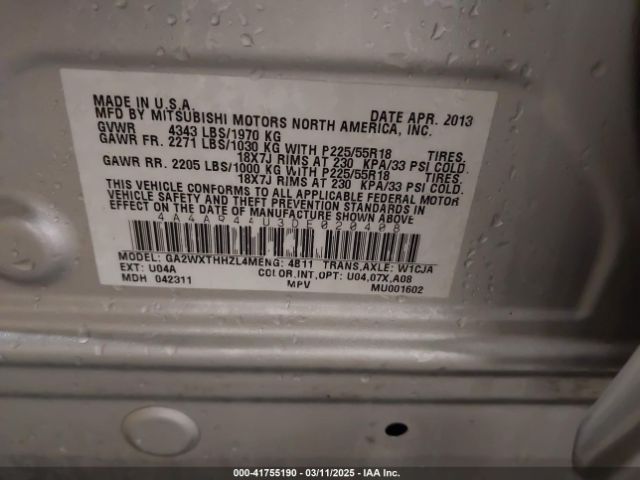 MADE IN U.S.A. DATE APR. 2013
MFD BY MITSUBISHI MOTORS NORTH AMERICA, INC.
GVWR 4343 LBS/1970 KG
GAWR FR. 2271 LBS/1030 KG WITH P225/55R18 TIRES,
18X7J RIMS AT 230 KPA/33 PSI COLD.
GAWR RR. 2205 LBS/1000 KG WITH P225/55R18 TIRES,
18X7J RIMS AT 230 KPA/33 PSI COLD.
THIS VEHICLE CONFORMS TO ALL APPLICABLE FEDERAL MOTOR
VEHICLE SAFETY AND THEFT PREVENTION STANDARDS IN
EFFECT ON THE DATE OF MANUFACTURE SHOWN ABOVE.
MODEL: GA2WXTHHZL4M ENG: 4B11 TRANS,AXLE: W1CJA
EXT: U04A COLOR,INT,OPT: U04,07X,A08
MDH 042311 MPV MU001602
000-41755190 - 03/11/2025 - IAA Inc.